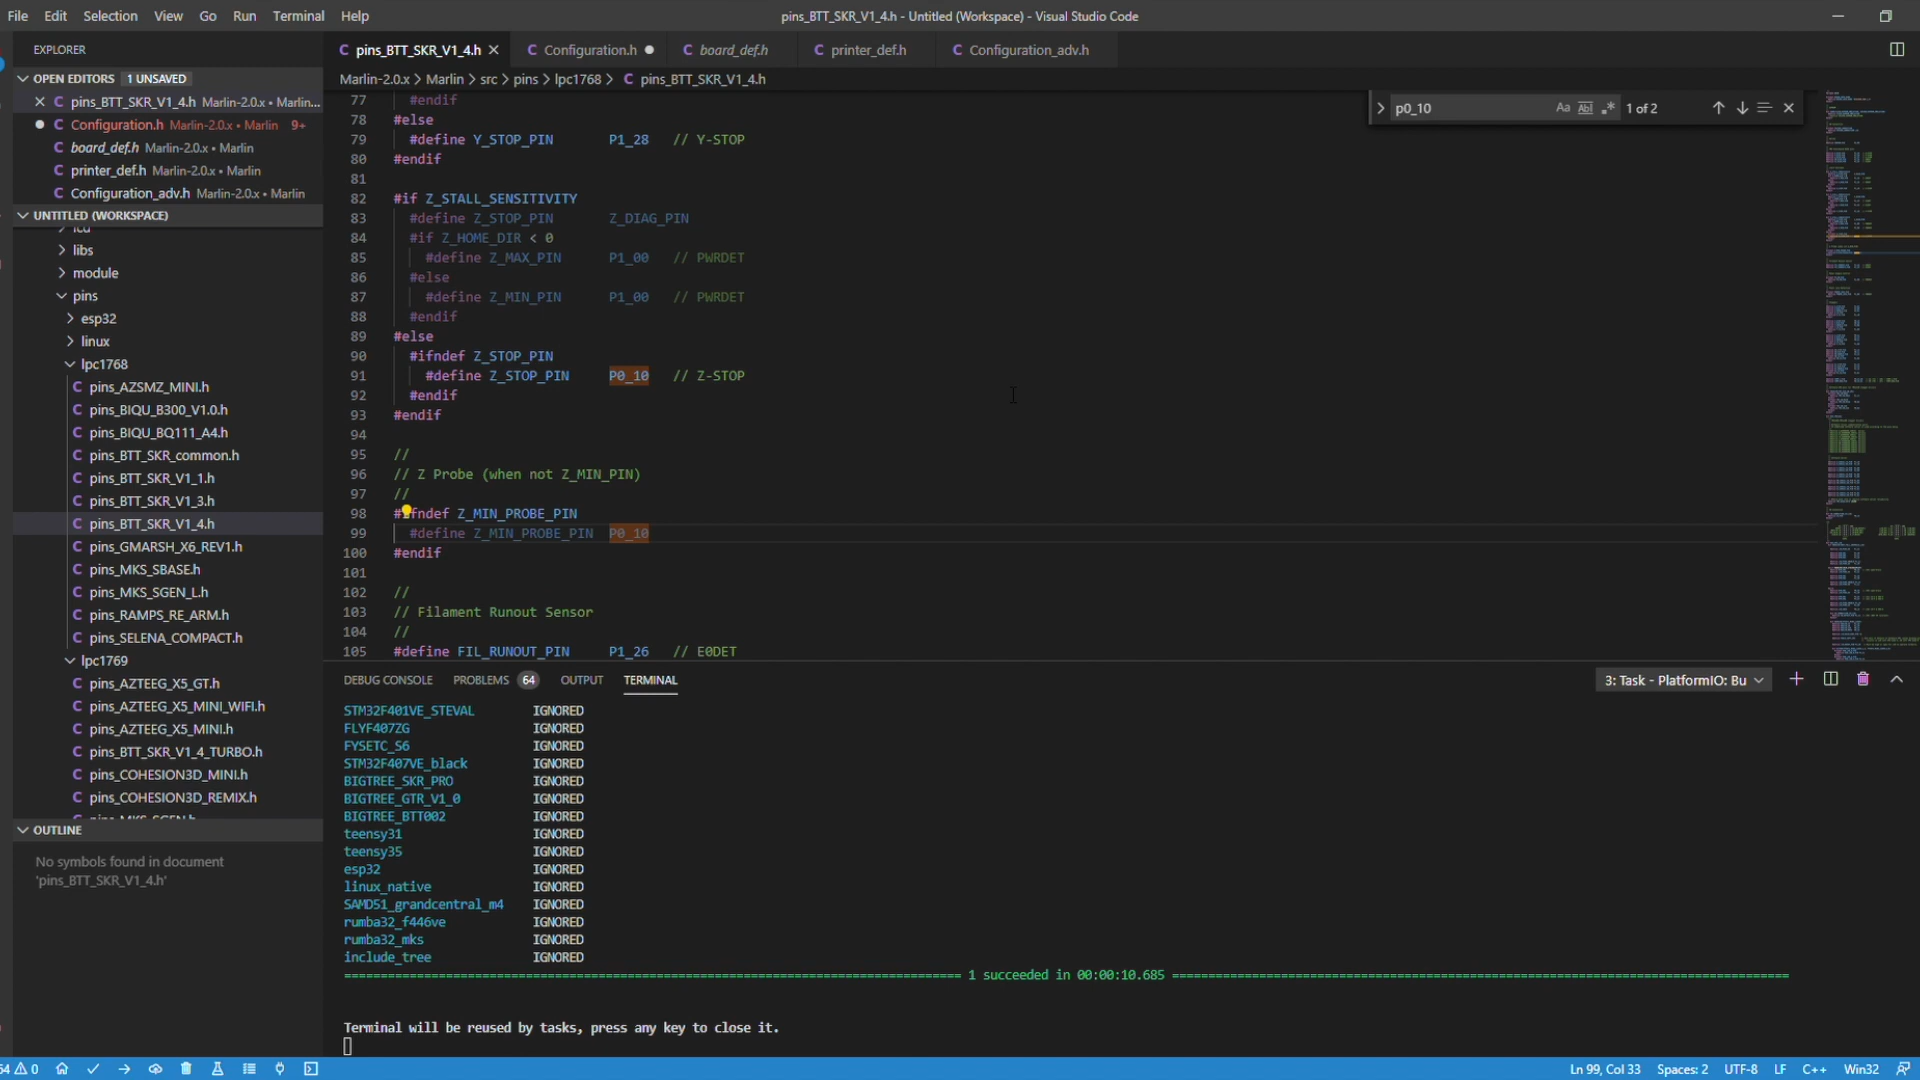 File Edit Selection View Go Run Terminal Help
pins_BTT_SKR_V1_4.h - Untitled (Workspace) - Visual Studio Code
EXPLORER
OPEN EDITORS 1 UNSAVED
pins_BTT_SKR_V1_4.h Marlin-2.0.x • Marlin...
Configuration.h Marlin-2.0.x • Marlin 9+
board_def.h Marlin-2.0.x • Marlin
printer_def.h Marlin-2.0.x • Marlin
Configuration_adv.h Marlin-2.0.x • Marlin
UNTITLED (WORKSPACE)
lcd
libs
module
pins
esp32
linux
lpc1768
pins_AZSMZ_MINI.h
pins_BIQU_B300_V1.0.h
pins_BIQU_BQ111_A4.h
pins_BTT_SKR_common.h
pins_BTT_SKR_V1_1.h
pins_BTT_SKR_V1_3.h
pins_BTT_SKR_V1_4.h
pins_GMARSH_X6_REV1.h
pins_MKS_SBASE.h
pins_MKS_SGEN_L.h
pins_RAMPS_RE_ARM.h
pins_SELENA_COMPACT.h
lpc1769
pins_AZTEEG_X5_GT.h
pins_AZTEEG_X5_MINI_WIFI.h
pins_AZTEEG_X5_MINI.h
pins_BTT_SKR_V1_4_TURBO.h
pins_COHESION3D_MINI.h
pins_COHESION3D_REMIX.h
pins_MKS_SGEN.h
OUTLINE
No symbols found in document
'pins_BTT_SKR_V1_4.h'
pins_BTT_SKR_V1_4.h Configuration.h board_def.h printer_def.h Configuration_adv.h
Marlin-2.0.x > Marlin > src > pins > lpc1768 > pins_BTT_SKR_V1_4.h
p0_10 Aa Abl .* 1 of 2
77 #endif
78 #else
79 #define Y_STOP_PIN P1_28 // Y-STOP
80 #endif
81
82 #if Z_STALL_SENSITIVITY
83 #define Z_STOP_PIN Z_DIAG_PIN
84 #if Z_HOME_DIR < 0
85 #define Z_MAX_PIN P1_00 // PWRDET
86 #else
87 #define Z_MIN_PIN P1_00 // PWRDET
88 #endif
89 #else
90 #ifndef Z_STOP_PIN
91 #define Z_STOP_PIN P0_10 // Z-STOP
92 #endif
93 #endif
94
95 //
96 // Z Probe (when not Z_MIN_PIN)
97 //
98 #ifndef Z_MIN_PROBE_PIN
99 #define Z_MIN_PROBE_PIN P0_10
100 #endif
101
102 //
103 // Filament Runout Sensor
104 //
105 #define FIL_RUNOUT_PIN P1_26 // E0DET
DEBUG CONSOLE PROBLEMS 64 OUTPUT TERMINAL
3: Task - PlatformIO: Bu
STM32F401VE_STEVAL IGNORED
FLYF407ZG IGNORED
FYSETC_S6 IGNORED
STM32F407VE_black IGNORED
BIGTREE_SKR_PRO IGNORED
BIGTREE_GTR_V1_0 IGNORED
BIGTREE_BTT002 IGNORED
teensy31 IGNORED
teensy35 IGNORED
esp32 IGNORED
linux_native IGNORED
SAMD51_grandcentral_m4 IGNORED
rumba32_f446ve IGNORED
rumba32_mks IGNORED
include_tree IGNORED
1 succeeded in 00:00:10.685
Terminal will be reused by tasks, press any key to close it.
64 0
Ln 99, Col 33 Spaces: 2 UTF-8 LF C++ Win32